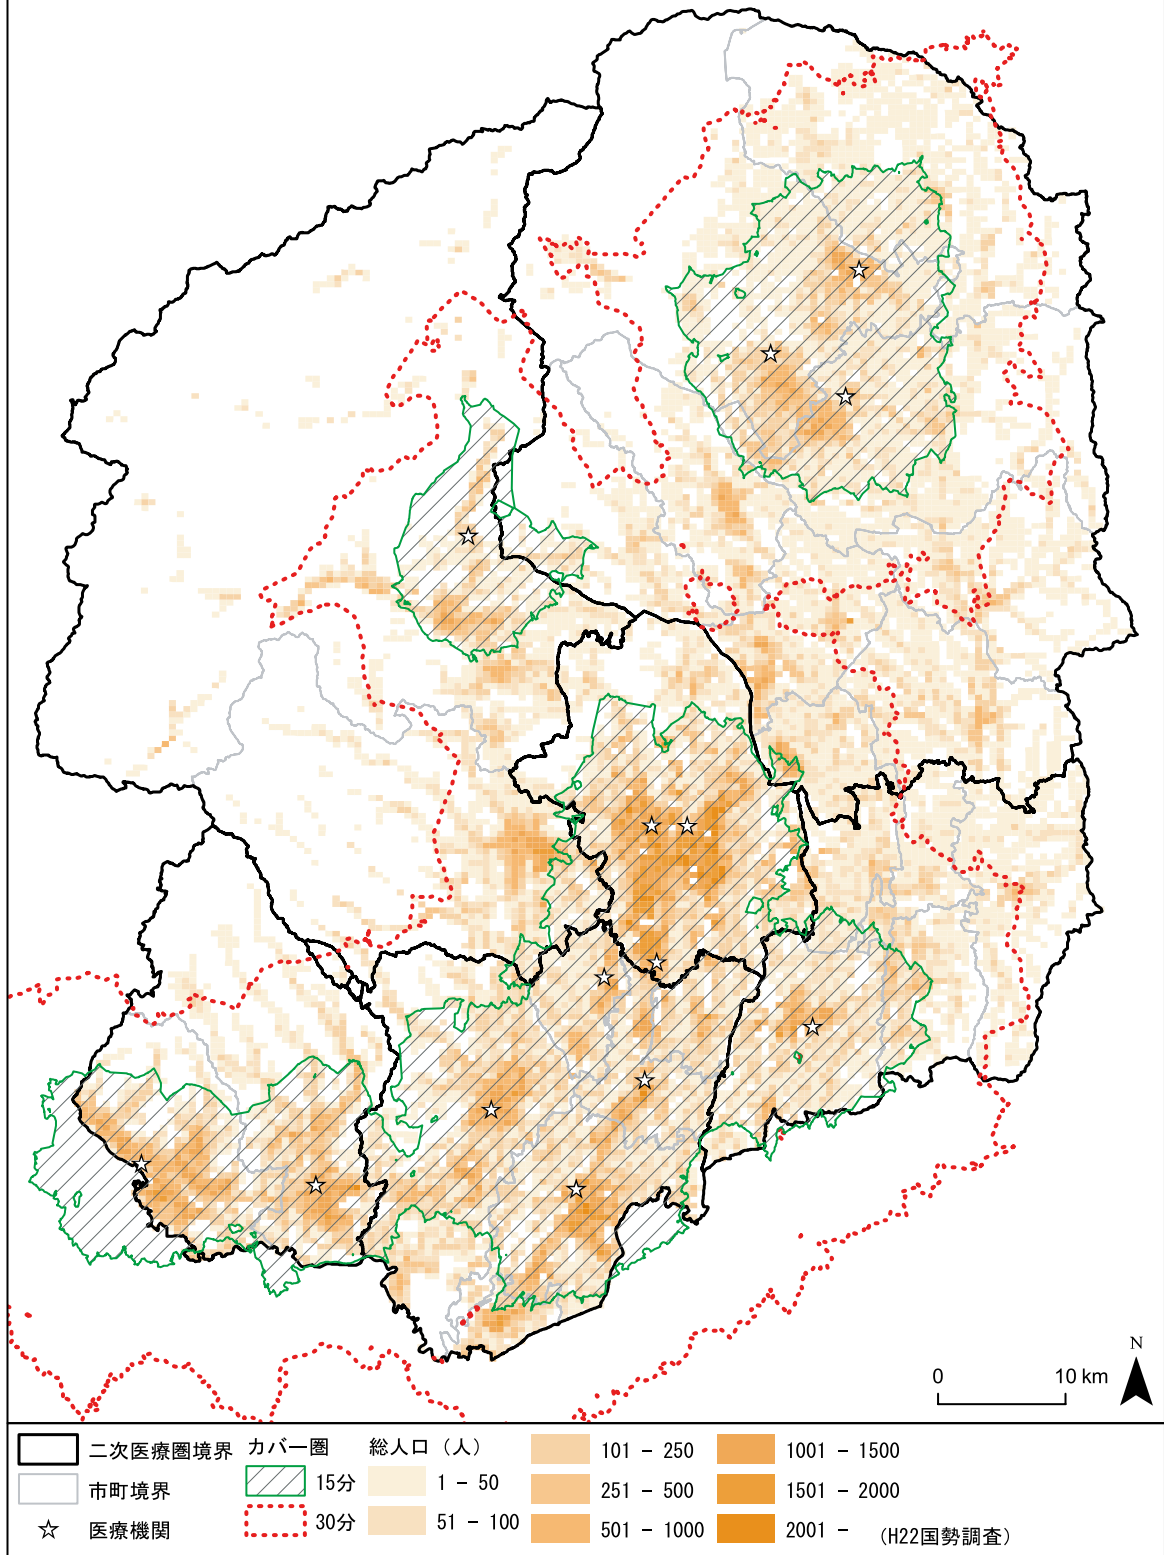 N
0 10 km
二次医療圏境界
市町境界
医療機関
カバー圏
15分
30分
総人口（人）
1 - 50
51 - 100
101 - 250
251 - 500
501 - 1000
1001 - 1500
1501 - 2000
2001 -
(H22国勢調査)